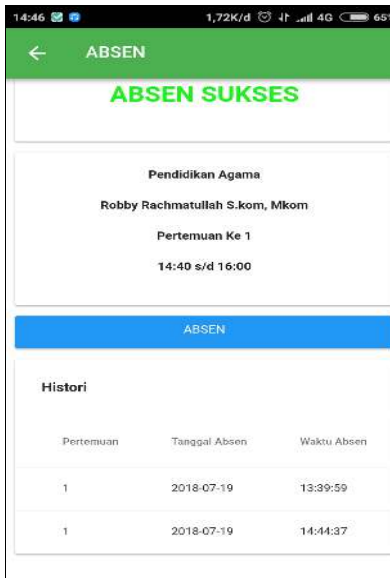 14:46 1,72K/d 4G 65%
ABSEN
ABSEN SUKSES
Pendidikan Agama
Robby Rachmatullah S.kom, Mkom
Pertemuan Ke 1
14:40 s/d 16:00
ABSEN
Histori
Pertemuan Tanggal Absen Waktu Absen
1 2018-07-19 13:39:59
1 2018-07-19 14:44:37